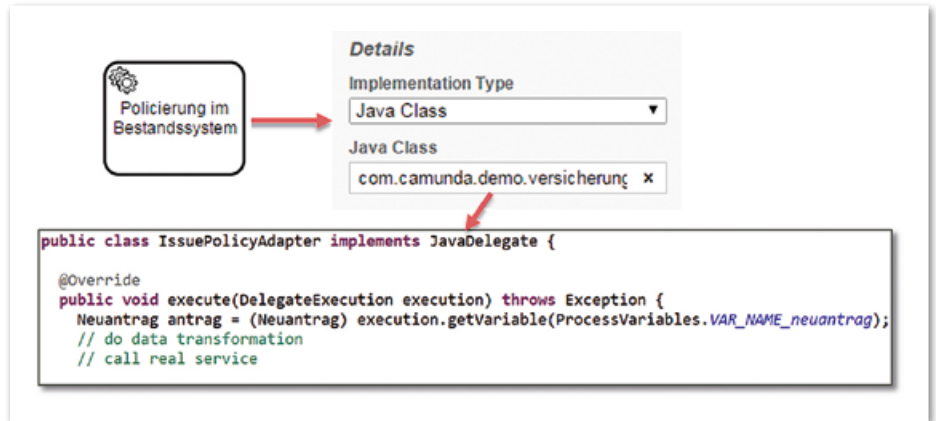 Policierung im
Bestandssystem
Details
Implementation Type
Java Class
Java Class
com.camunda.demo.versicherung x
public class IssuePolicyAdapter implements JavaDelegate {
@Override
public void execute(DelegateExecution execution) throws Exception {
Neuantrag antrag = (Neuantrag) execution.getVariable(ProcessVariables.VAR_NAME_neuantrag);
// do data transformation
// call real service